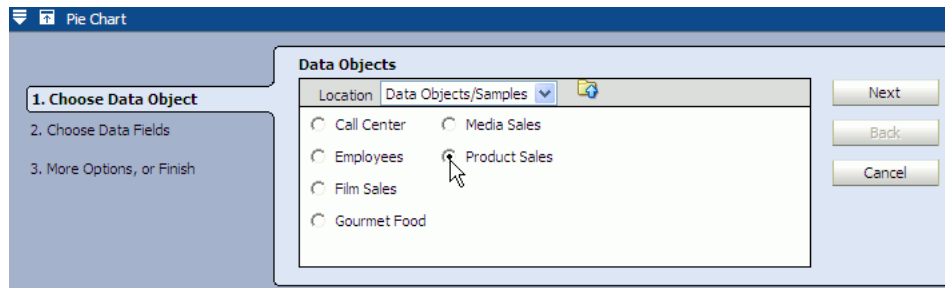 Pie Chart
Data Objects
1. Choose Data Object
2. Choose Data Fields
3. More Options, or Finish
Location Data Objects/Samples
Call Center Media Sales
Employees Product Sales
Film Sales
Gourmet Food
Next
Back
Cancel